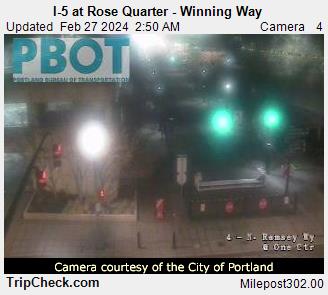 I-5 at Rose Quarter - Winning Way
Updated Feb 27 2024 2:50 AM Camera 4
PBOT
PORTLAND BUREAU OF TRANSPORTATION
4 - N. Ramsey Wy
@ One Ctr
Camera courtesy of the City of Portland
TripCheck.com Milepost302.00